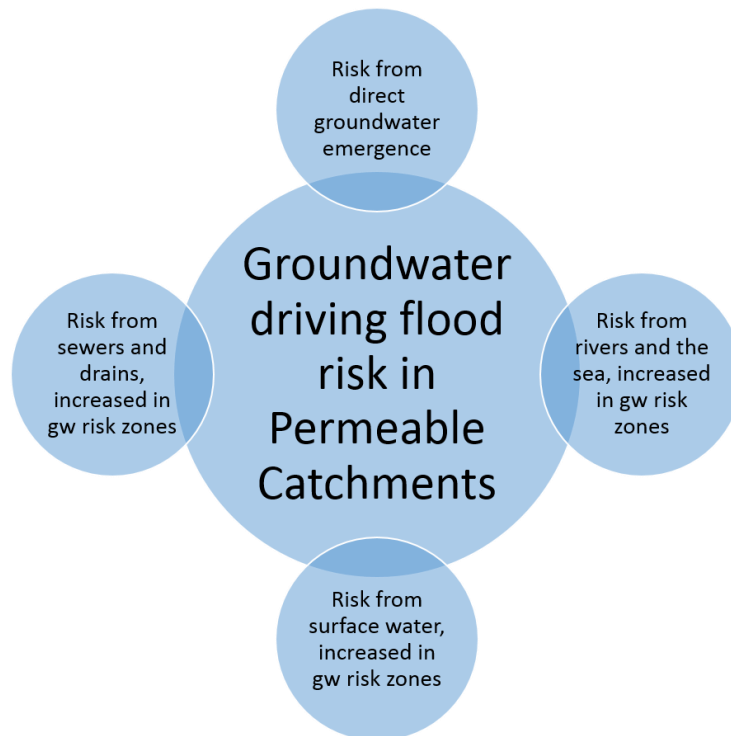 Risk from
direct
groundwater
emergence
Groundwater
driving flood
risk in
Permeable
Catchments
Risk from
sewers and
drains,
increased in
gw risk zones
Risk from
rivers and the
sea, increased
in gw risk
zones
Risk from
surface water,
increased in
gw risk zones